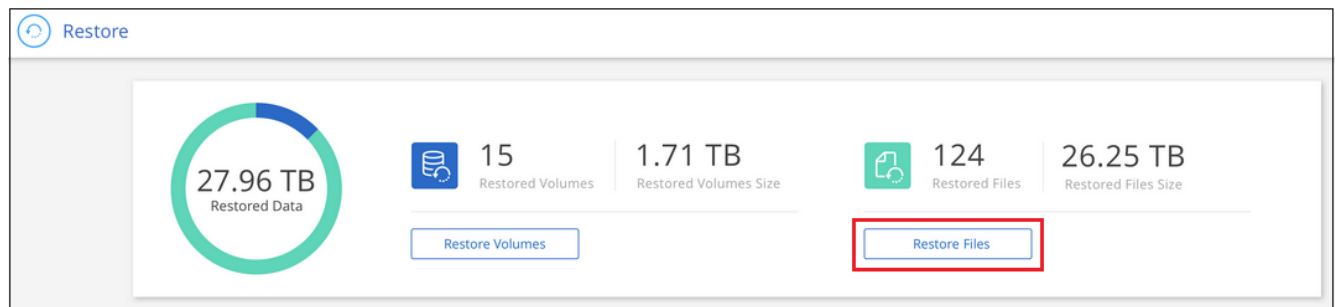 Restore
27.96 TB
Restored Data
15
Restored Volumes
1.71 TB
Restored Volumes Size
Restore Volumes
124
Restored Files
26.25 TB
Restored Files Size
Restore Files